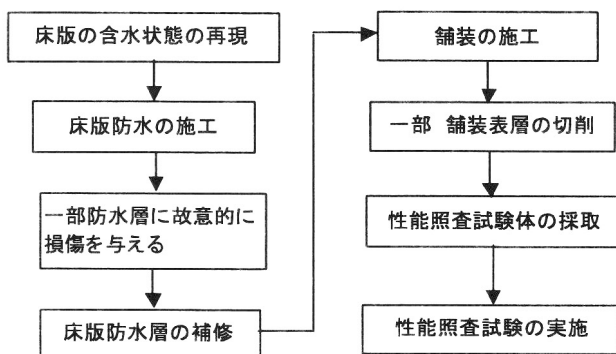 床版の含水状態の再現
床版防水の施工
一部防水層に故意的に
損傷を与える
床版防水層の補修
舗装の施工
一部 舗装表層の切削
性能照査試験体の採取
性能照査試験の実施